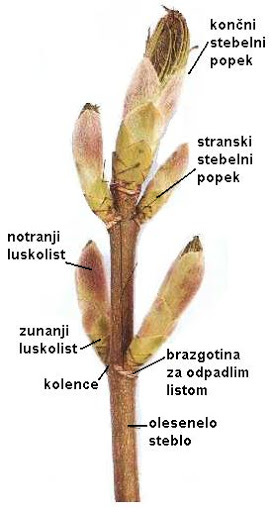 končni
stebelni
popek
stranski
stebelni
popek
notranji
luskolist
zunanji
luskolist
kolence
brazgotina
za odpadlim
listom
olesenelo
steblo